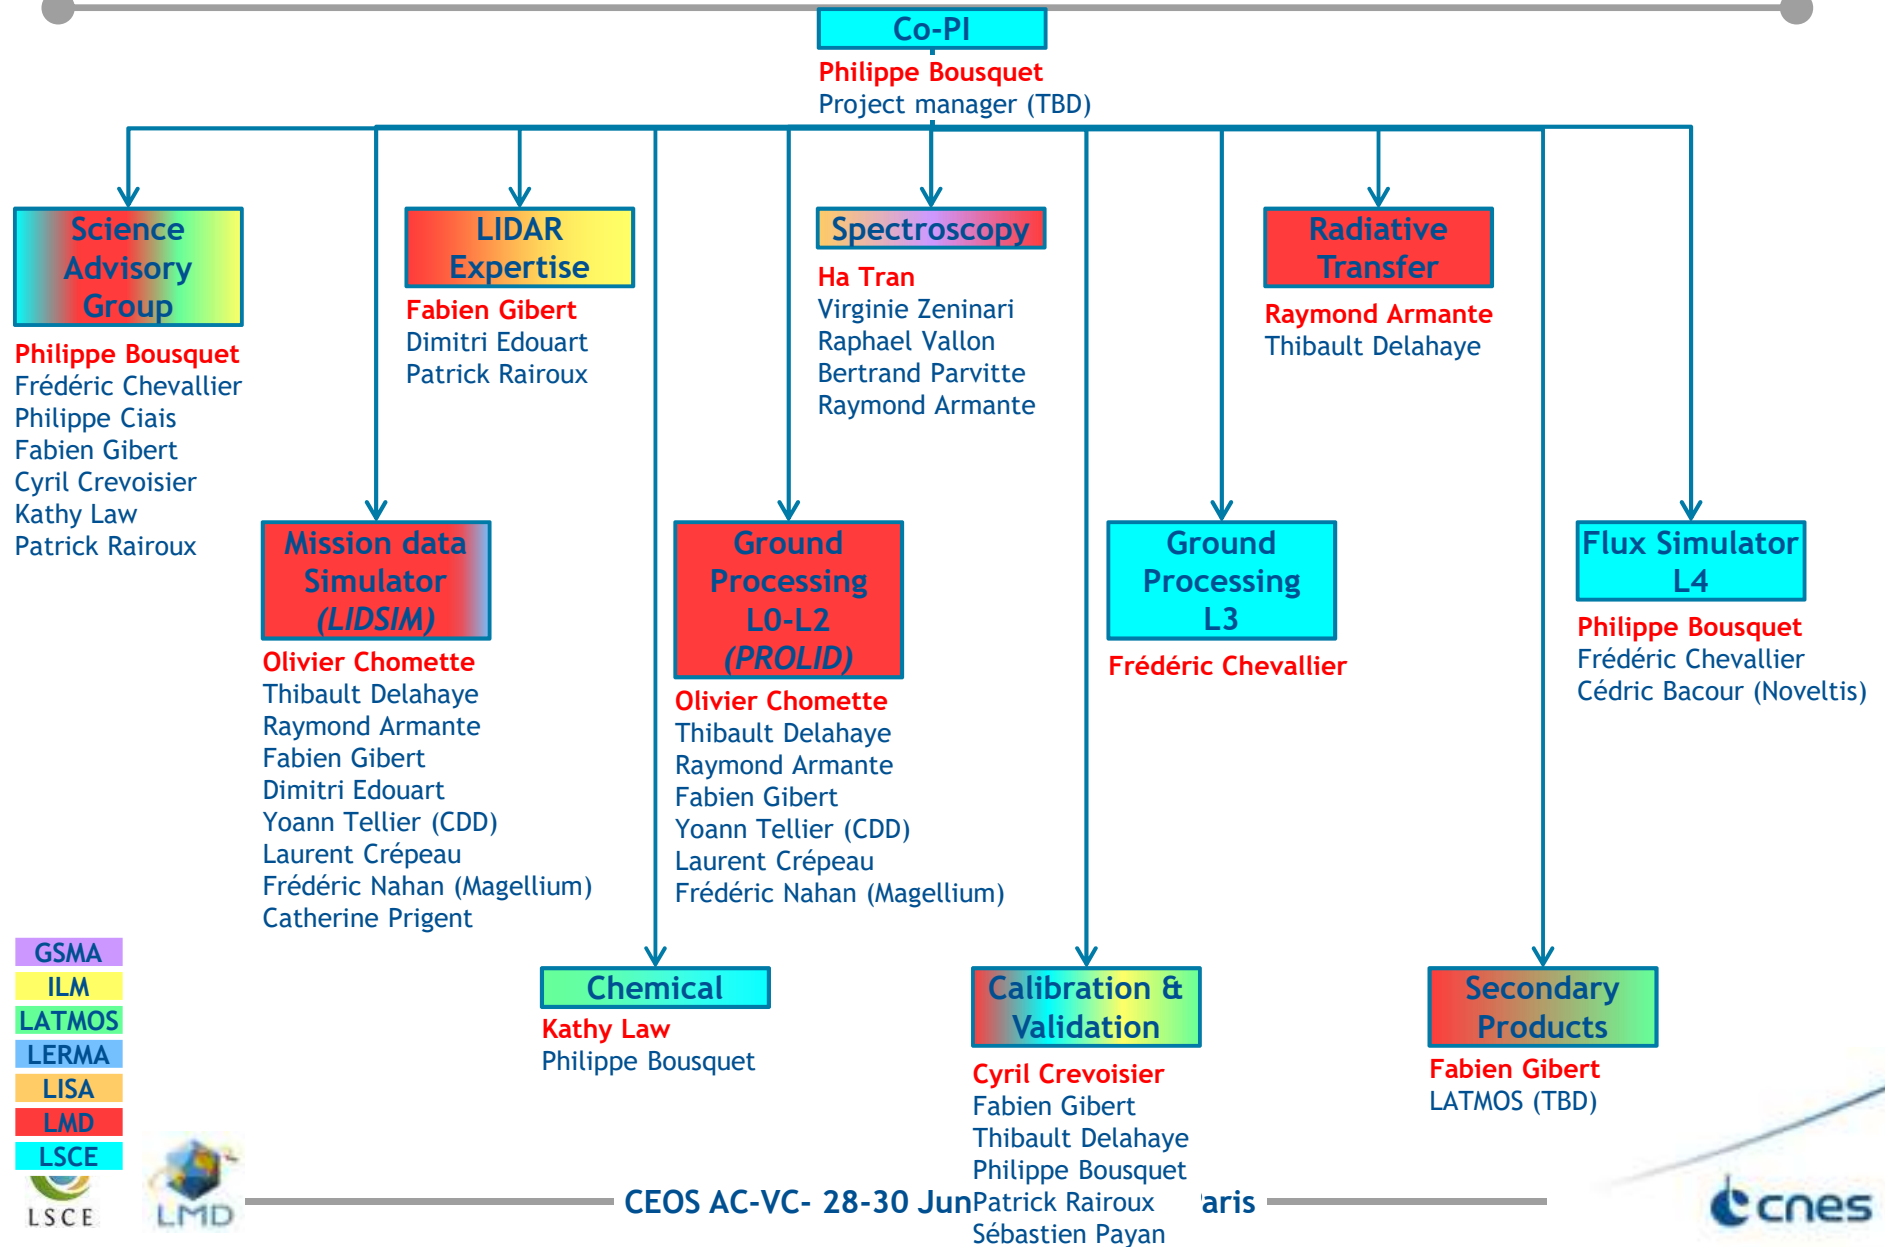 Co-PI
Philippe Bousquet
Project manager (TBD)
Science
Advisory
Group
Philippe Bousquet
Frédéric Chevallier
Philippe Ciais
Fabien Gibert
Cyril Crevoisier
Kathy Law
Patrick Rairoux
LIDAR
Expertise
Fabien Gibert
Dimitri Edouart
Patrick Rairoux
Spectroscopy
Ha Tran
Virginie Zeninari
Raphael Vallon
Bertrand Parvitte
Raymond Armante
Radiative
Transfer
Raymond Armante
Thibault Delahaye
Mission data
Simulator
(LIDSIM)
Olivier Chomette
Thibault Delahaye
Raymond Armante
Fabien Gibert
Dimitri Edouart
Yoann Tellier (CDD)
Laurent Crépeau
Frédéric Nahan (Magellium)
Catherine Prigent
Ground
Processing
L0-L2
(PROLID)
Olivier Chomette
Thibault Delahaye
Raymond Armante
Fabien Gibert
Yoann Tellier (CDD)
Laurent Crépeau
Frédéric Nahan (Magellium)
Ground
Processing
L3
Frédéric Chevallier
Flux Simulator
L4
Philippe Bousquet
Frédéric Chevallier
Cédric Bacour (Noveltis)
Chemical
Kathy Law
Philippe Bousquet
Calibration &
Validation
Cyril Crevoisier
Fabien Gibert
Thibault Delahaye
Philippe Bousquet
Patrick Rairoux
Sébastien Payan
Secondary
Products
Fabien Gibert
LATMOS (TBD)
GSMA
ILM
LATMOS
LERMA
LISA
LMD
LSCE
LSCE
LMD
CEOS AC-VC- 28-30 Jun aris
cnes